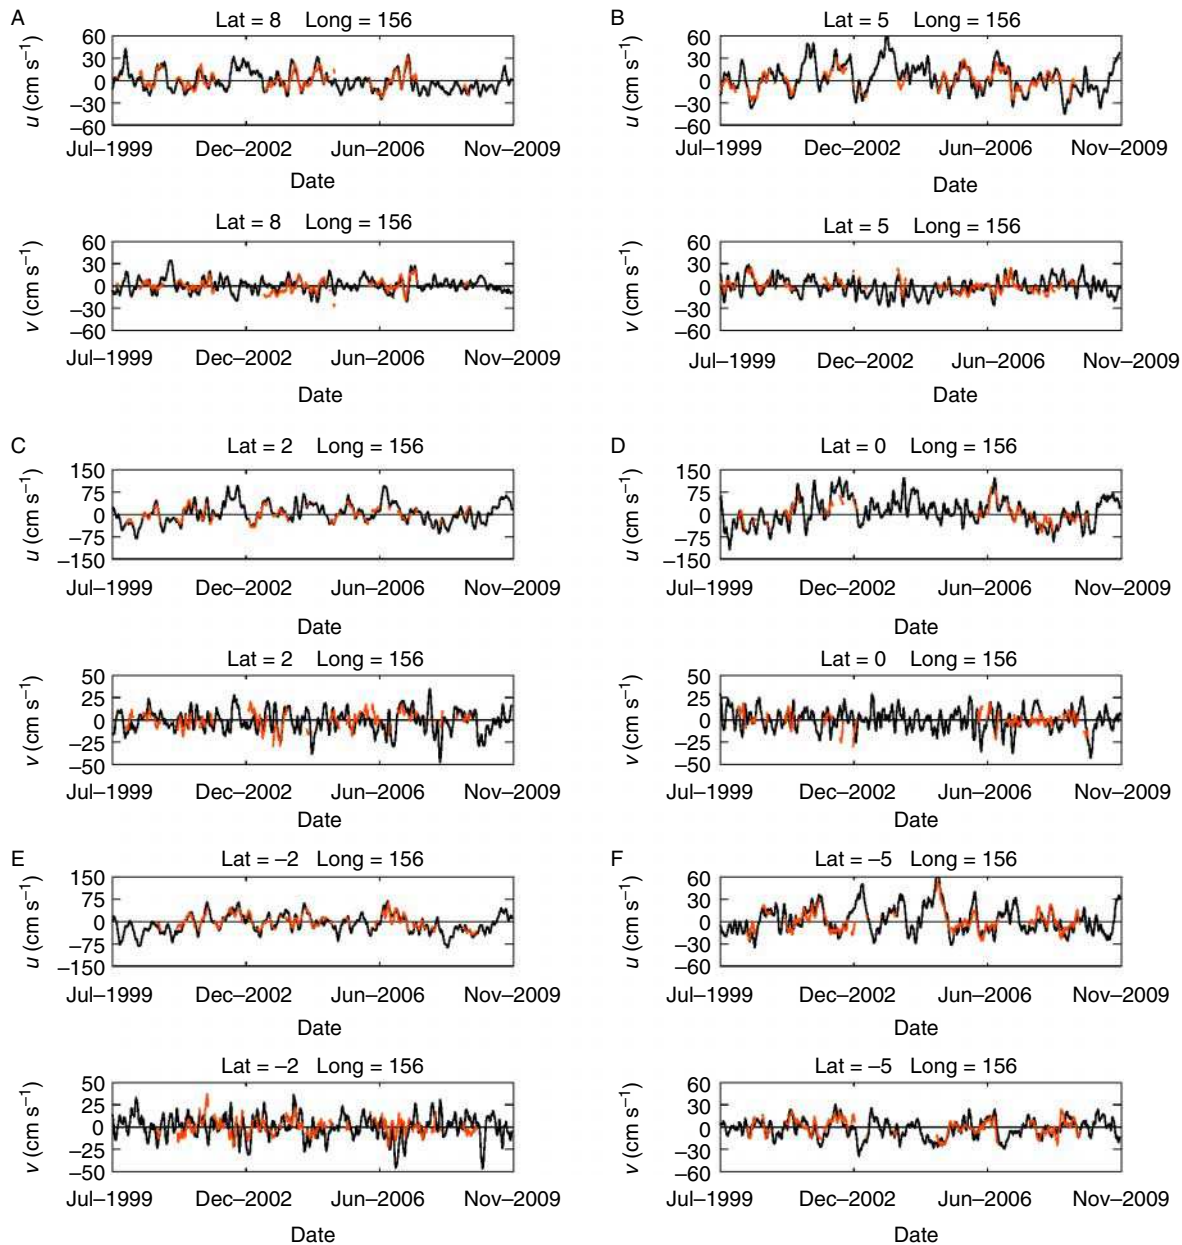 A
Lat = 8 Long = 156
u (cm s⁻¹)
60
30
0
–30
–60
Jul–1999 Dec–2002 Jun–2006 Nov–2009
Date
Lat = 8 Long = 156
v (cm s⁻¹)
60
30
0
–30
–60
Jul–1999 Dec–2002 Jun–2006 Nov–2009
Date
B
Lat = 5 Long = 156
u (cm s⁻¹)
60
30
0
–30
–60
Jul–1999 Dec–2002 Jun–2006 Nov–2009
Date
Lat = 5 Long = 156
v (cm s⁻¹)
60
30
0
–30
–60
Jul–1999 Dec–2002 Jun–2006 Nov–2009
Date
C
Lat = 2 Long = 156
u (cm s⁻¹)
150
75
0
–75
–150
Jul–1999 Dec–2002 Jun–2006 Nov–2009
Date
Lat = 2 Long = 156
v (cm s⁻¹)
50
25
0
–25
–50
Jul–1999 Dec–2002 Jun–2006 Nov–2009
Date
D
Lat = 0 Long = 156
u (cm s⁻¹)
150
75
0
–75
–150
Jul–1999 Dec–2002 Jun–2006 Nov–2009
Date
Lat = 0 Long = 156
v (cm s⁻¹)
50
25
0
–25
–50
Jul–1999 Dec–2002 Jun–2006 Nov–2009
Date
E
Lat = –2 Long = 156
u (cm s⁻¹)
150
75
0
–75
–150
Jul–1999 Dec–2002 Jun–2006 Nov–2009
Date
Lat = –2 Long = 156
v (cm s⁻¹)
50
25
0
–25
–50
Jul–1999 Dec–2002 Jun–2006 Nov–2009
Date
F
Lat = –5 Long = 156
u (cm s⁻¹)
60
30
0
–30
–60
Jul–1999 Dec–2002 Jun–2006 Nov–2009
Date
Lat = –5 Long = 156
v (cm s⁻¹)
60
30
0
–30
–60
Jul–1999 Dec–2002 Jun–2006 Nov–2009
Date